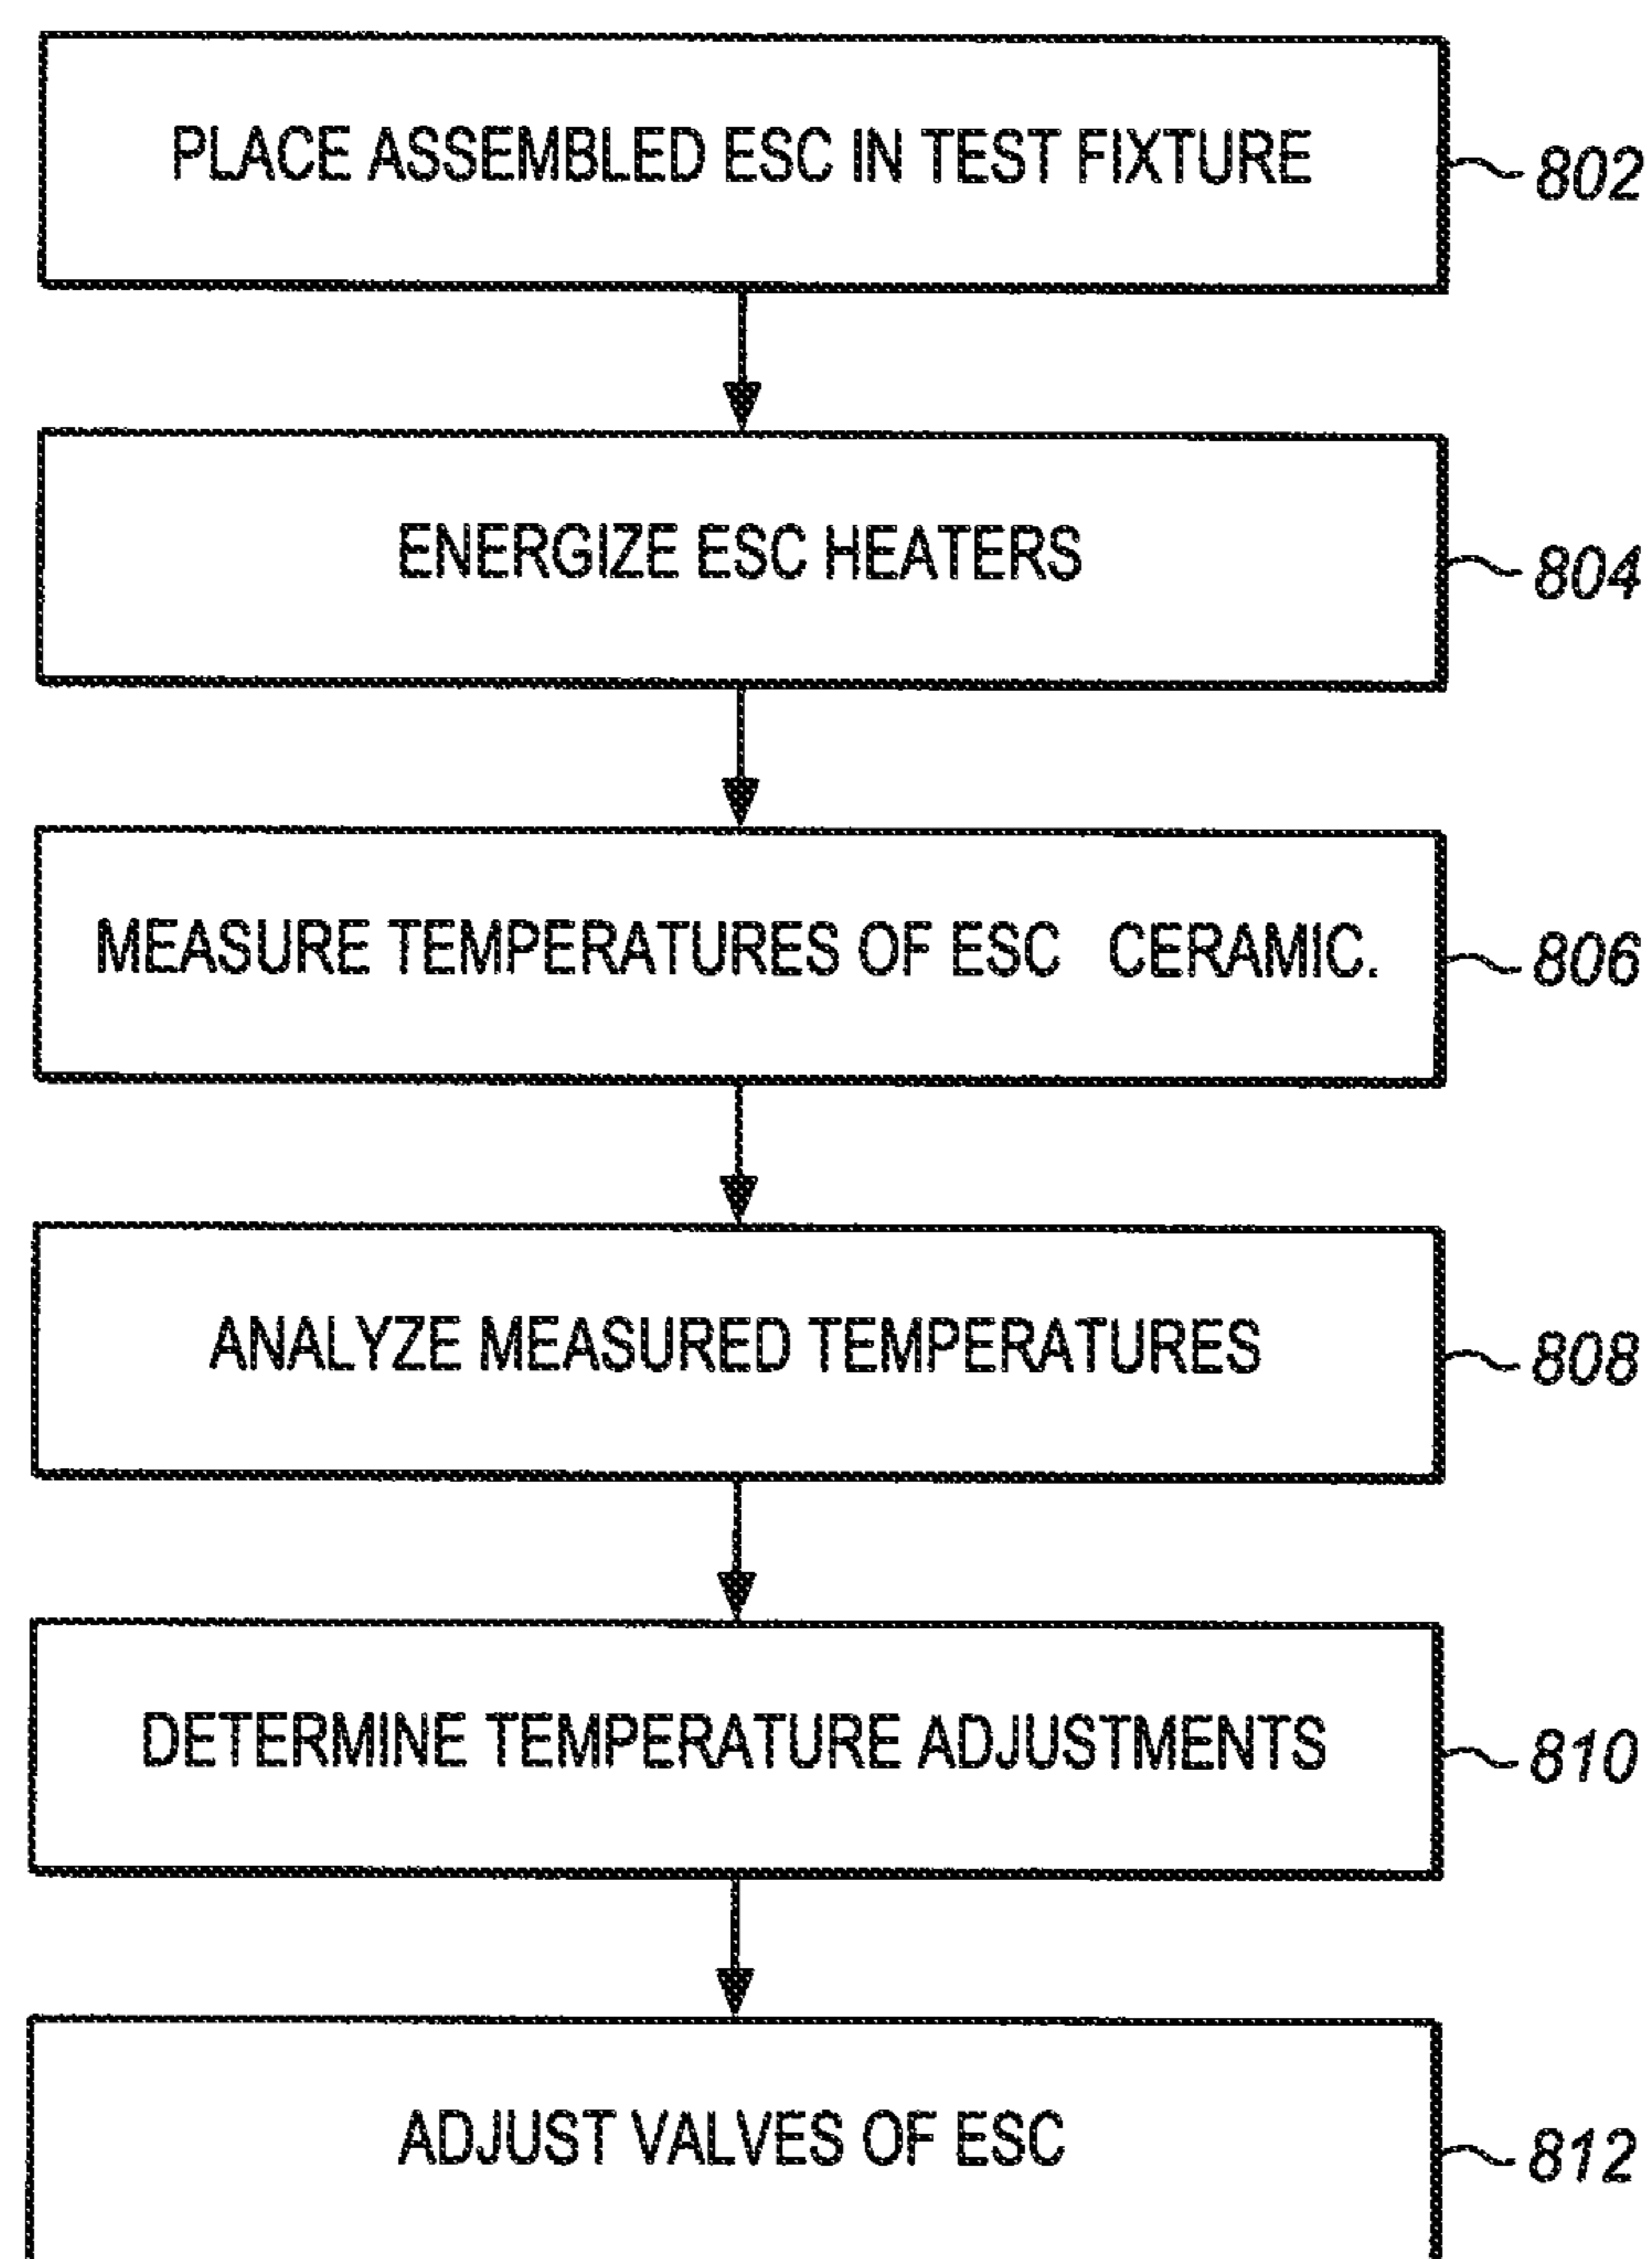 PLACE ASSEMBLED ESC IN TEST FIXTURE
802
ENERGIZE ESC HEATERS
804
MEASURE TEMPERATURES OF ESC CERAMIC.
806
ANALYZE MEASURED TEMPERATURES
808
DETERMINE TEMPERATURE ADJUSTMENTS
810
ADJUST VALVES OF ESC
812